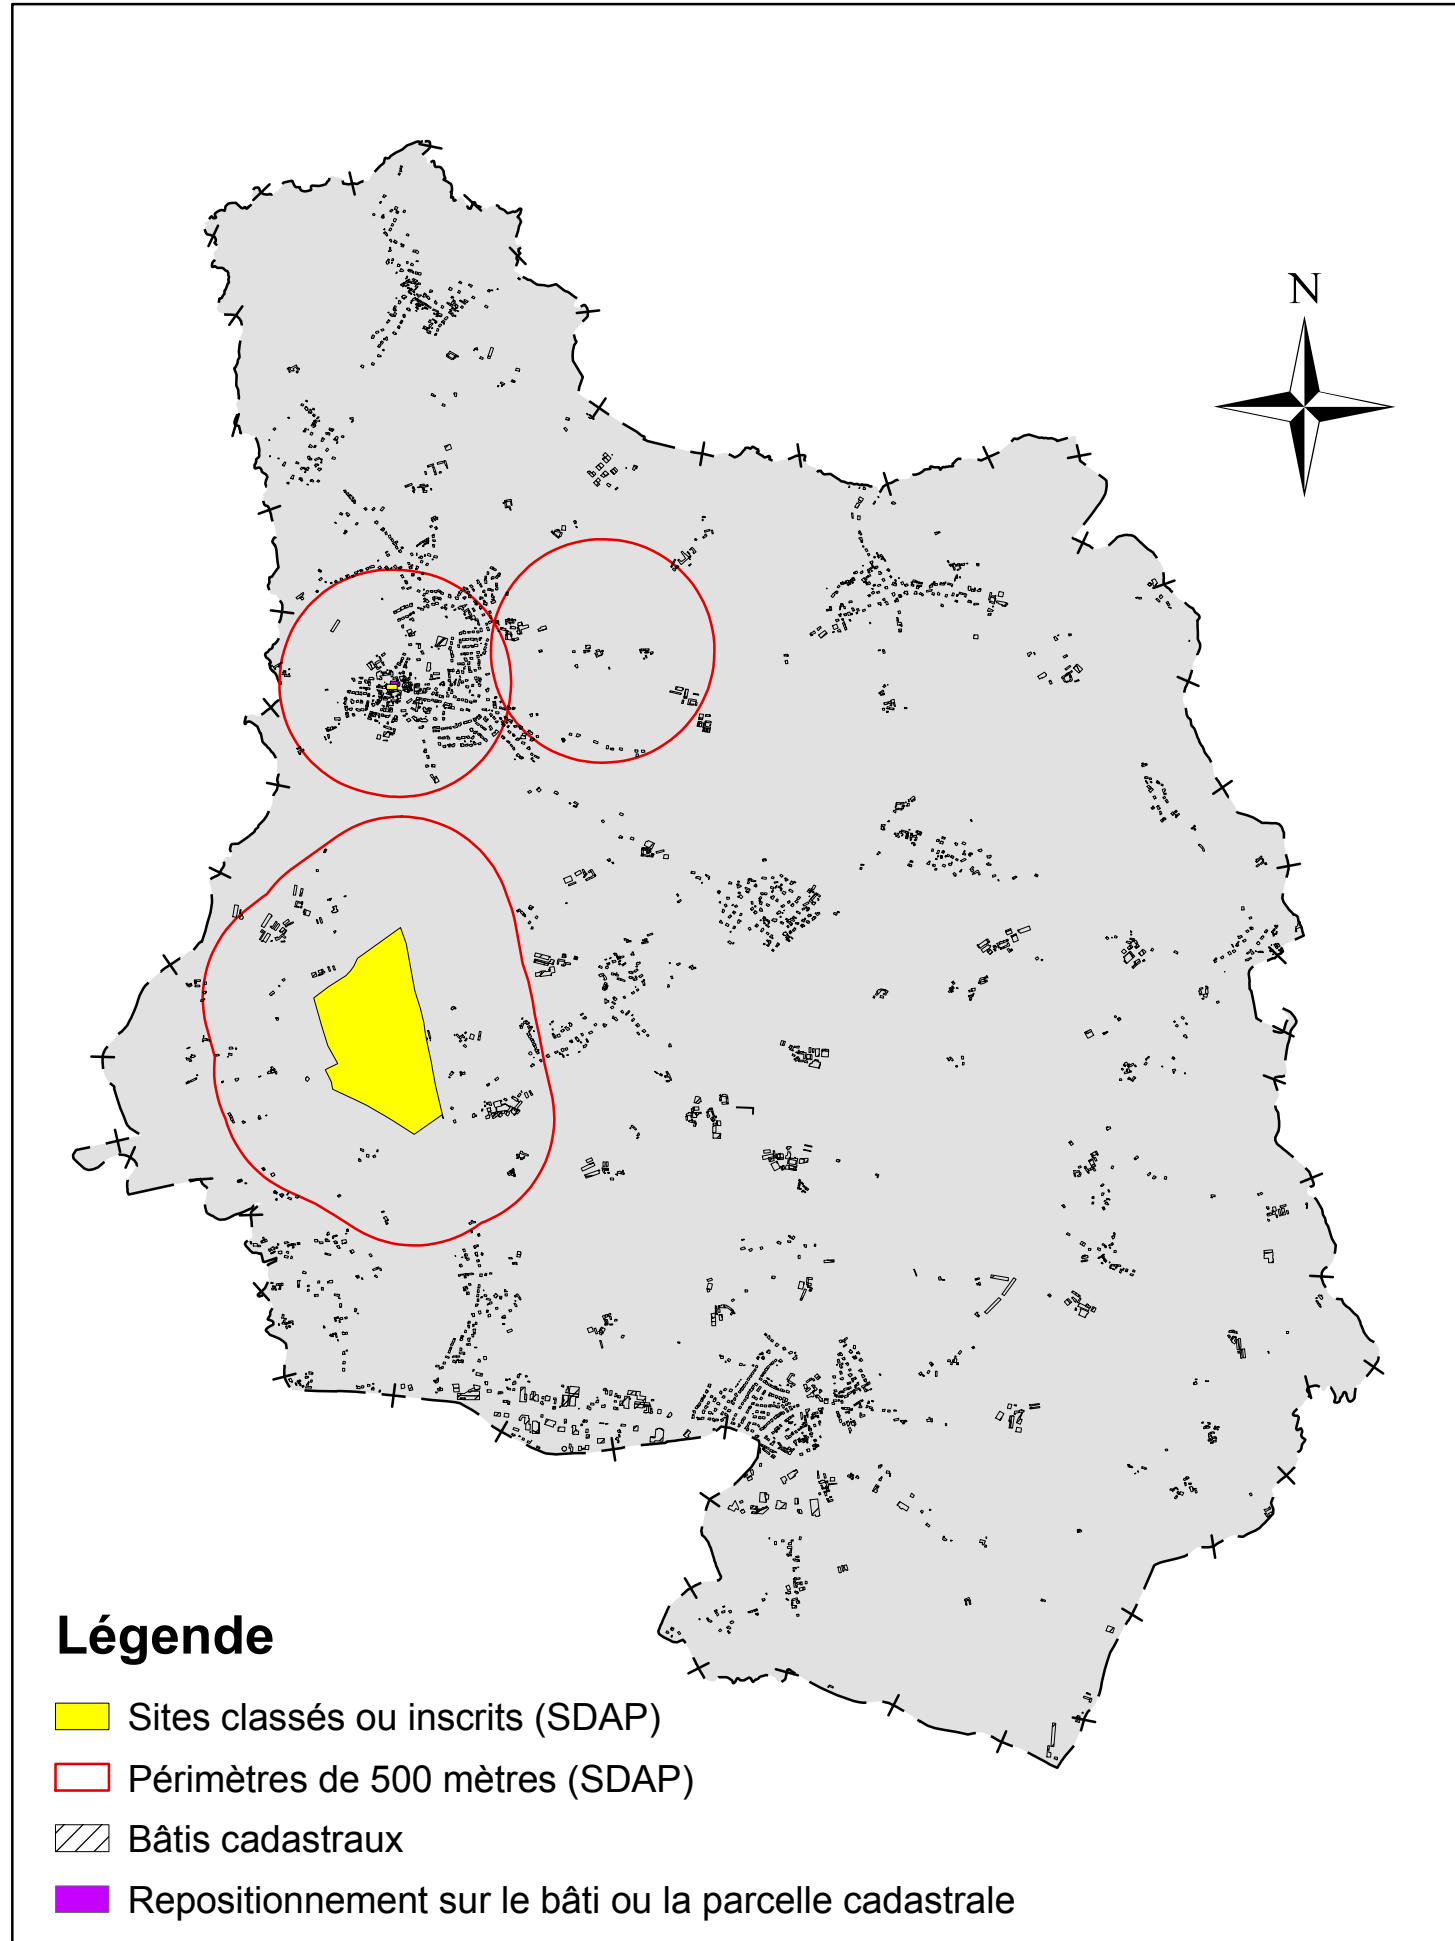 N
Légende
Sites classés ou inscrits (SDAP)
Périmètres de 500 mètres (SDAP)
Bâtis cadastraux
Repositionnement sur le bâti ou la parcelle cadastrale